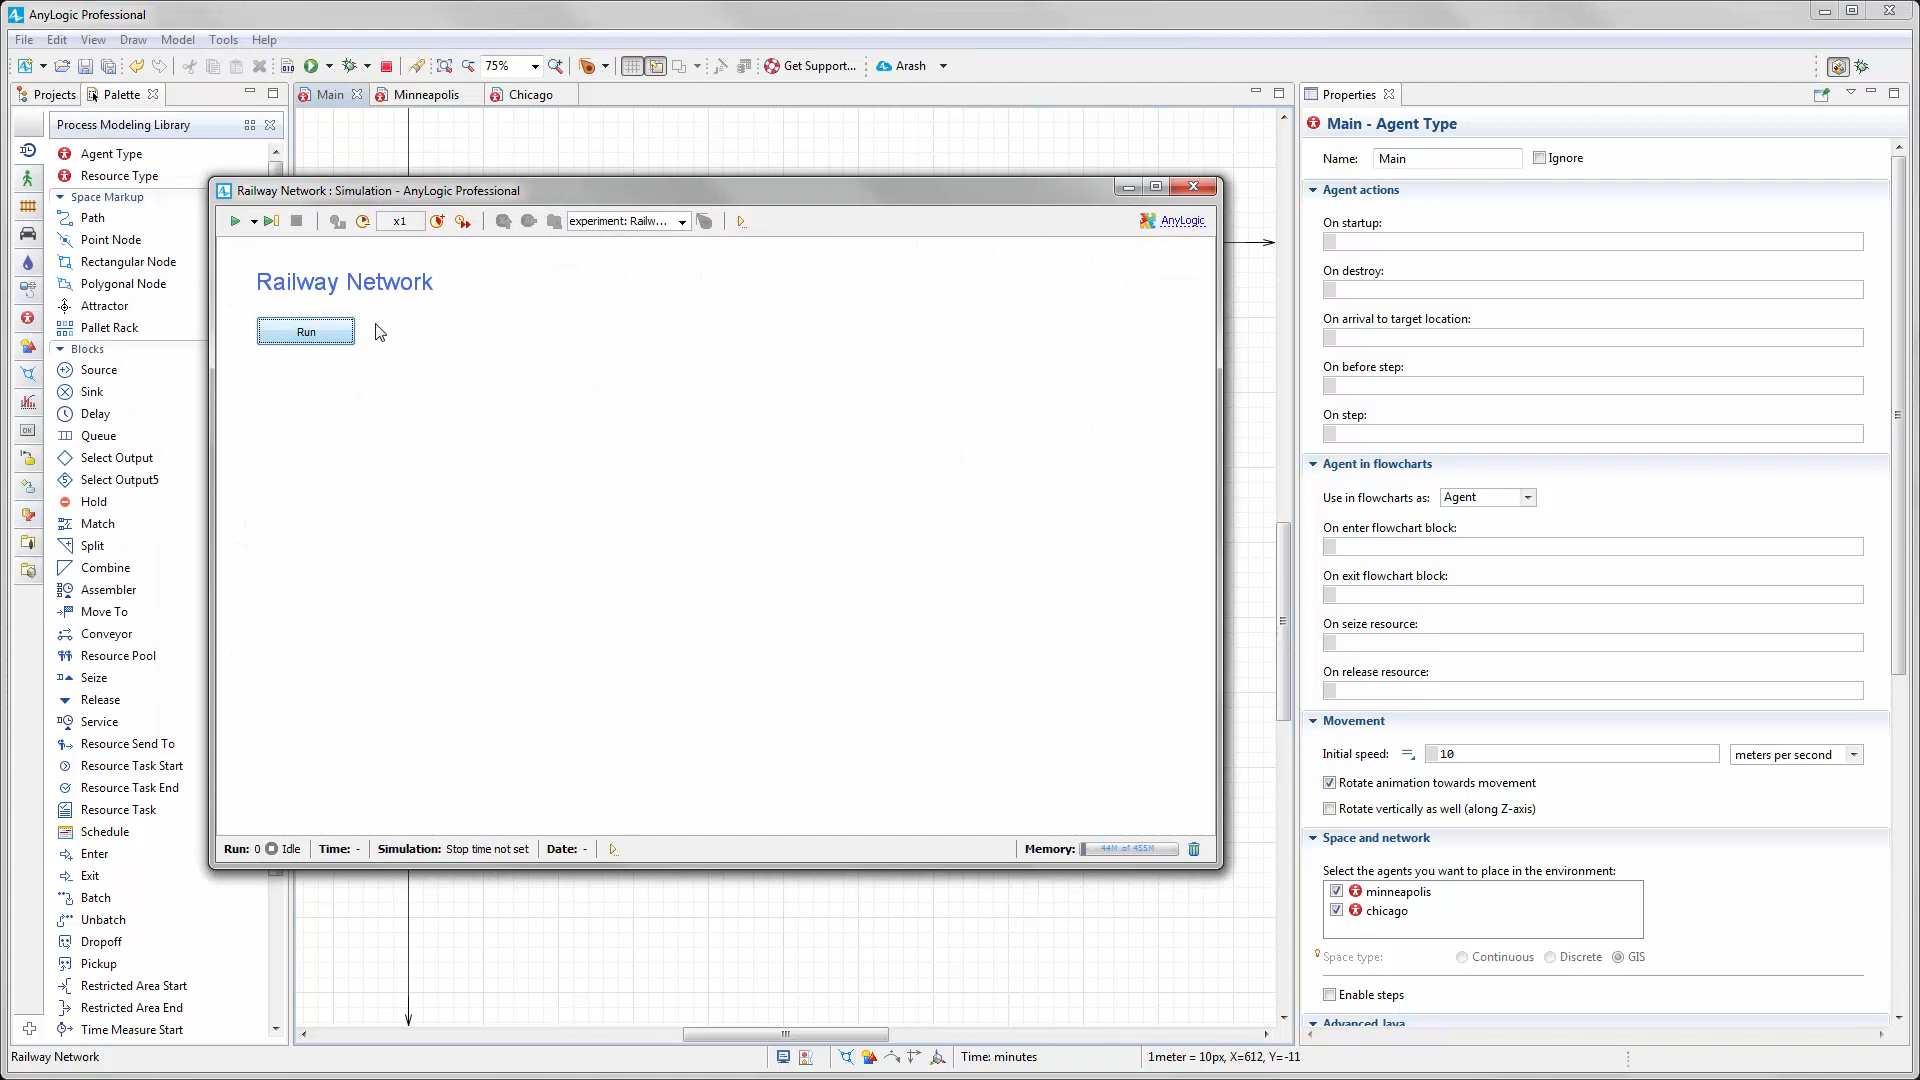 AnyLogic Professional
File Edit View Draw Model Tools Help
75% Get Support... Arash
Projects Palette Main Minneapolis Chicago Properties
Process Modeling Library
Agent Type
Resource Type
Space Markup
Path
Point Node
Rectangular Node
Polygonal Node
Attractor
Pallet Rack
Blocks
Source
Sink
Delay
Queue
Select Output
Select Output5
Hold
Match
Split
Combine
Assembler
Move To
Conveyor
Resource Pool
Seize
Release
Service
Resource Send To
Resource Task Start
Resource Task End
Resource Task
Schedule
Enter
Exit
Batch
Unbatch
Dropoff
Pickup
Restricted Area Start
Restricted Area End
Time Measure Start
OK
Railway Network : Simulation - AnyLogic Professional
x1 experiment: Railw... AnyLogic
Railway Network
Run
Run: 0 Idle Time: - Simulation: Stop time not set Date: - Memory: 44M of 455M
Main - Agent Type
Name: Main Ignore
Agent actions
On startup:
On destroy:
On arrival to target location:
On before step:
On step:
Agent in flowcharts
Use in flowcharts as: Agent
On enter flowchart block:
On exit flowchart block:
On seize resource:
On release resource:
Movement
Initial speed: 10 meters per second
Rotate animation towards movement
Rotate vertically as well (along Z-axis)
Space and network
Select the agents you want to place in the environment:
minneapolis
chicago
Space type: Continuous Discrete GIS
Enable steps
Advanced Java
Railway Network Time: minutes 1meter = 10px, X=612, Y=-11